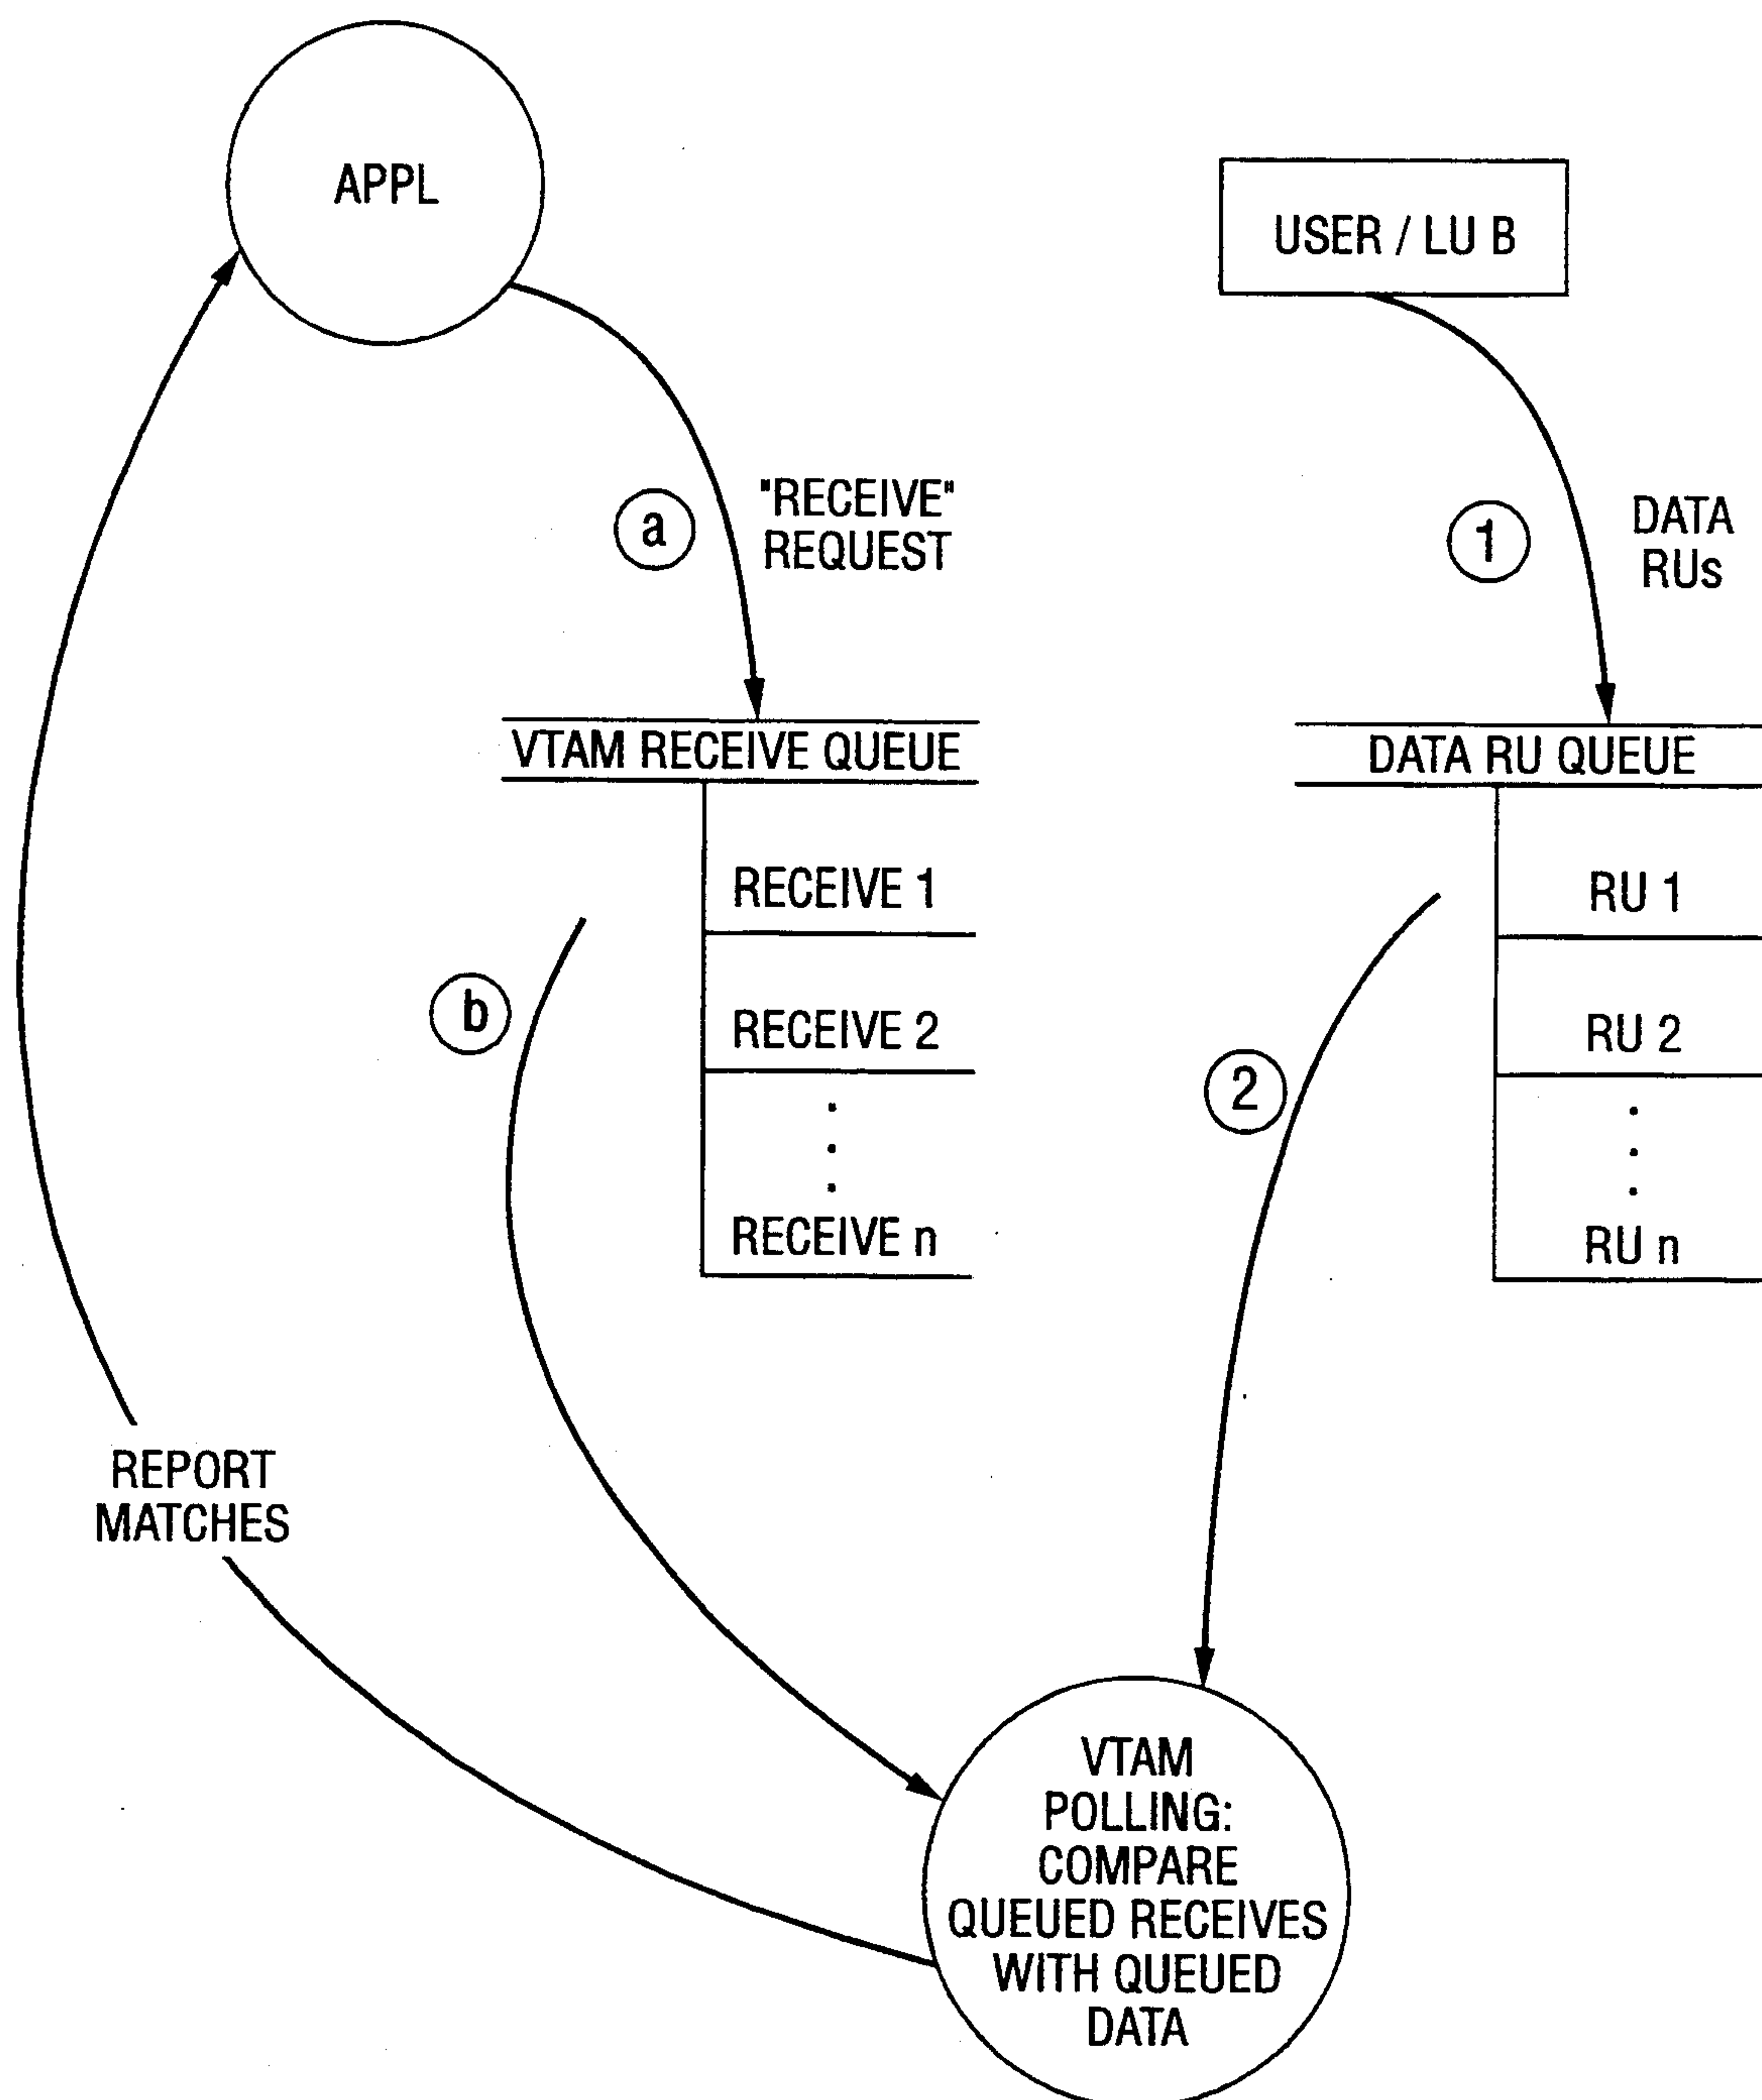 APPL
USER / LU B
a
"RECEIVE"
REQUEST
1
DATA
RUs
VTAM RECEIVE QUEUE
RECEIVE 1
RECEIVE 2
.
.
.
RECEIVE n
DATA RU QUEUE
RU 1
RU 2
.
.
.
RU n
b
2
REPORT
MATCHES
VTAM
POLLING:
COMPARE
QUEUED RECEIVES
WITH QUEUED
DATA